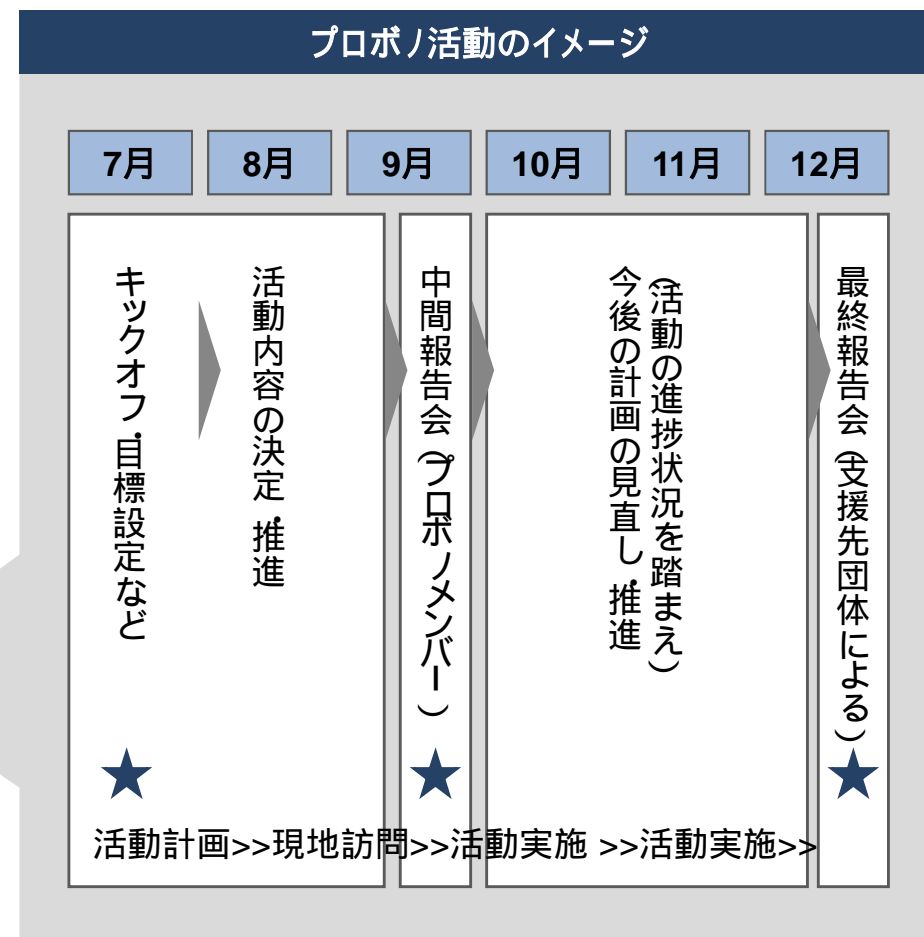 プロボノ活動のイメージ
7月
8月
9月
10月
11月
12月
キックオフ・目標設定など
活動内容の決定・推進
中間報告会(プロボノメンバー)
(活動の進捗状況を踏まえ)
今後の計画の見直し・推進
最終報告会(支援先団体による)
活動計画>>現地訪問>>活動実施 >>活動実施>>